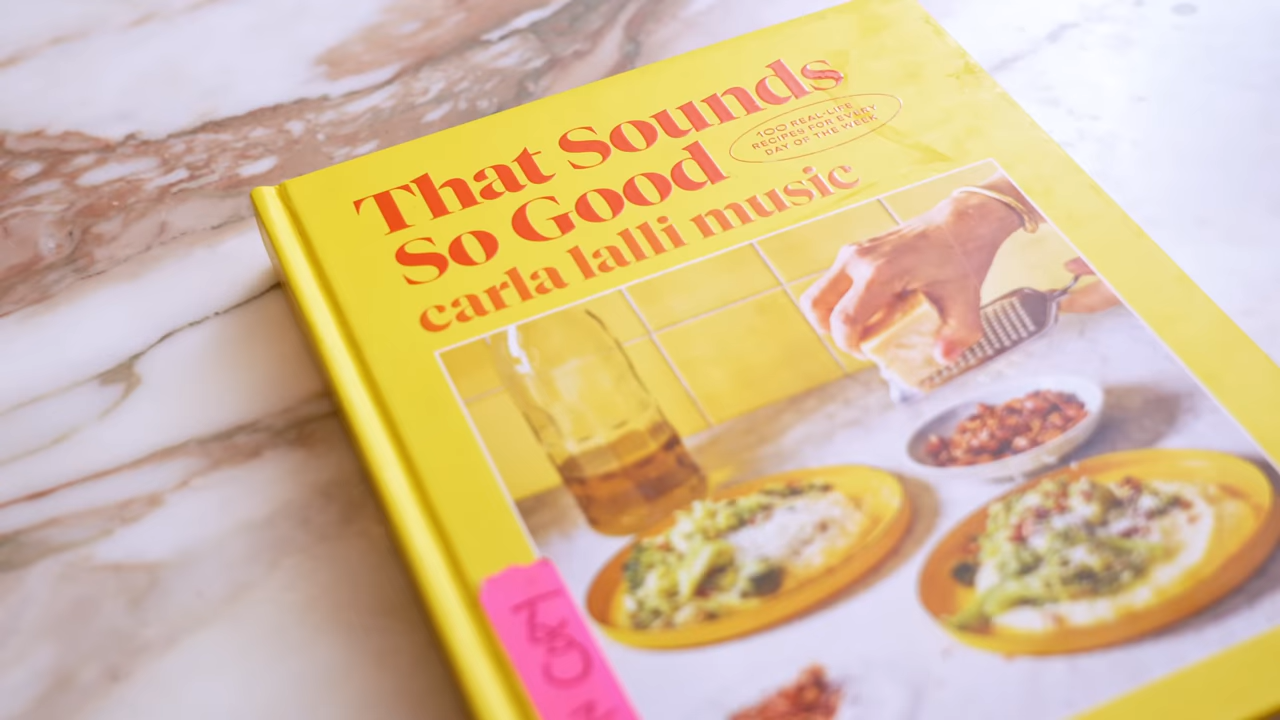 That Sounds
So Good
100 REAL-LIFE
RECIPES FOR EVERY
DAY OF THE WEEK
carla lalli music